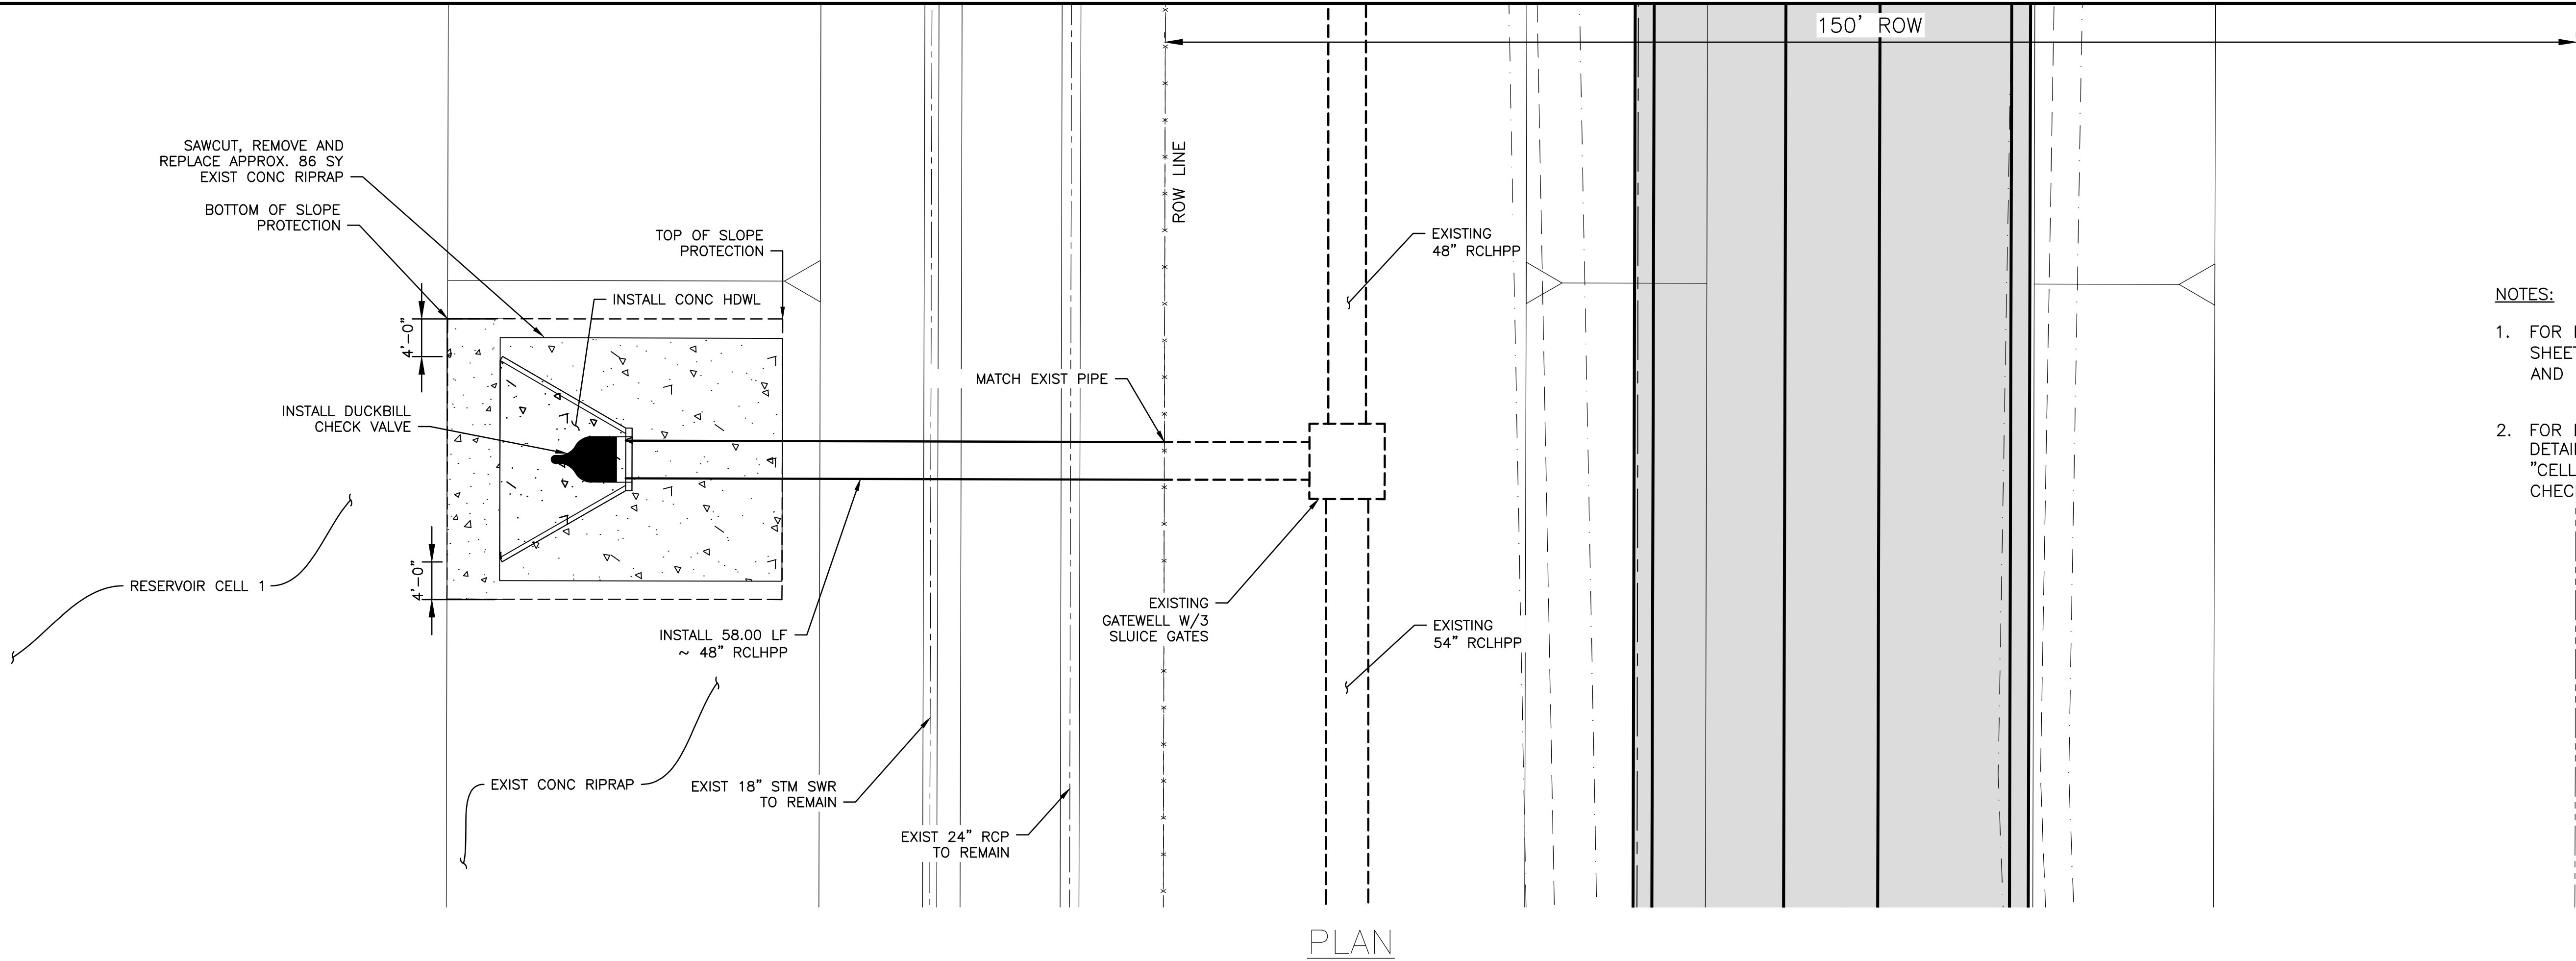 150' ROW
SAWCUT, REMOVE AND
REPLACE APPROX. 86 SY
EXIST CONC RIPRAP
BOTTOM OF SLOPE
PROTECTION
TOP OF SLOPE
PROTECTION
ROW LINE
EXISTING
48" RCLHPP
INSTALL CONC HDWL
4'-0"
MATCH EXIST PIPE
INSTALL DUCKBILL
CHECK VALVE
RESERVOIR CELL 1
4'-0"
INSTALL 58.00 LF
~ 48" RCLHPP
EXISTING
GATEWELL W/3
SLUICE GATES
EXISTING
54" RCLHPP
EXIST CONC RIPRAP
EXIST 18" STM SWR
TO REMAIN
EXIST 24" RCP
TO REMAIN
NOTES:
1. FOR
SHEET
AND
2. FOR
DETAI
"CELL
CHEC
PLAN